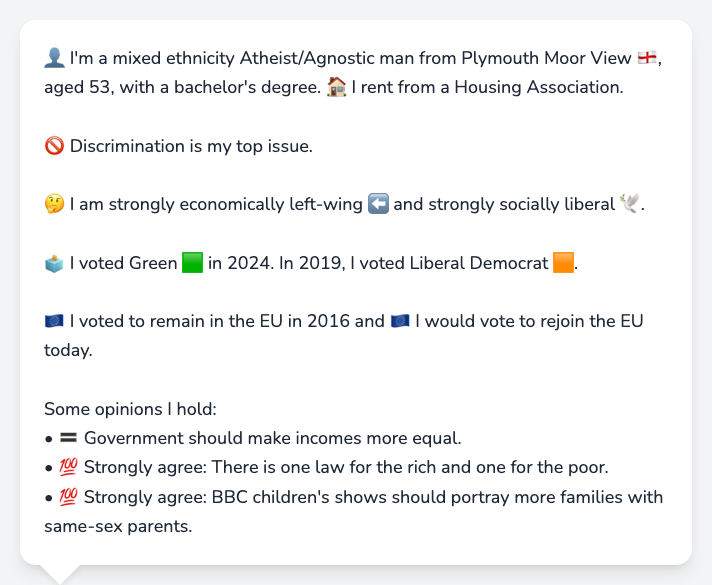 👤 I'm a mixed ethnicity Atheist/Agnostic man from Plymouth Moor View 🏴󠁧󠁢󠁥󠁮󠁧󠁿,
aged 53, with a bachelor's degree. 🏠 I rent from a Housing Association.
🚫 Discrimination is my top issue.
🤔 I am strongly economically left-wing ⬅️ and strongly socially liberal 🕊️.
🗳️ I voted Green 🟩 in 2024. In 2019, I voted Liberal Democrat 🟧.
🇪🇺 I voted to remain in the EU in 2016 and 🇪🇺 I would vote to rejoin the EU
today.
Some opinions I hold:
• 🟰 Government should make incomes more equal.
• 💯 Strongly agree: There is one law for the rich and one for the poor.
• 💯 Strongly agree: BBC children's shows should portray more families with
same-sex parents.